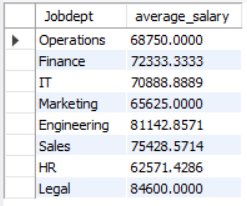 Jobdept average_salary
Operations 68750.0000
Finance 72333.3333
IT 70888.8889
Marketing 65625.0000
Engineering 81142.8571
Sales 75428.5714
HR 62571.4286
Legal 84600.0000